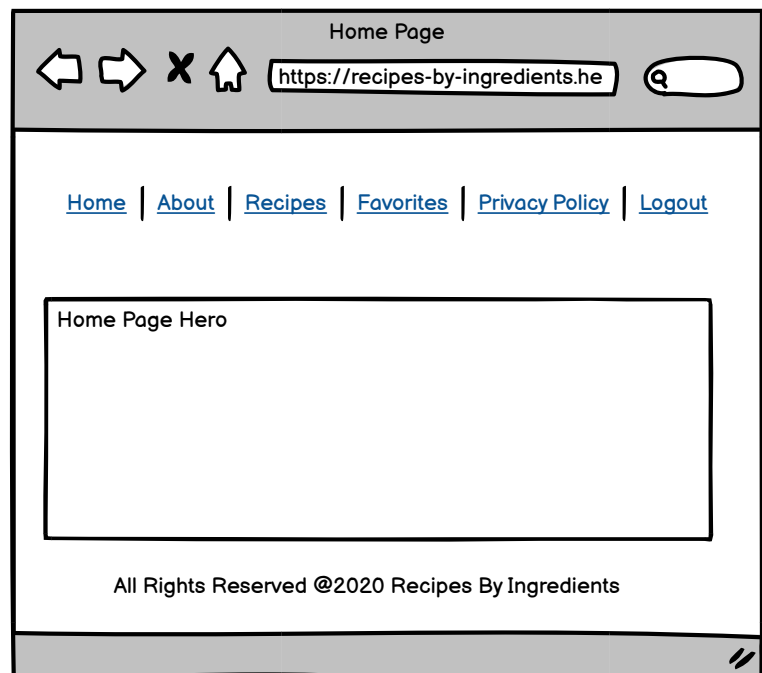 Home Page
https://recipes-by-ingredients.he
Home | About | Recipes | Favorites | Privacy Policy | Logout
Home Page Hero
All Rights Reserved @2020 Recipes By Ingredients